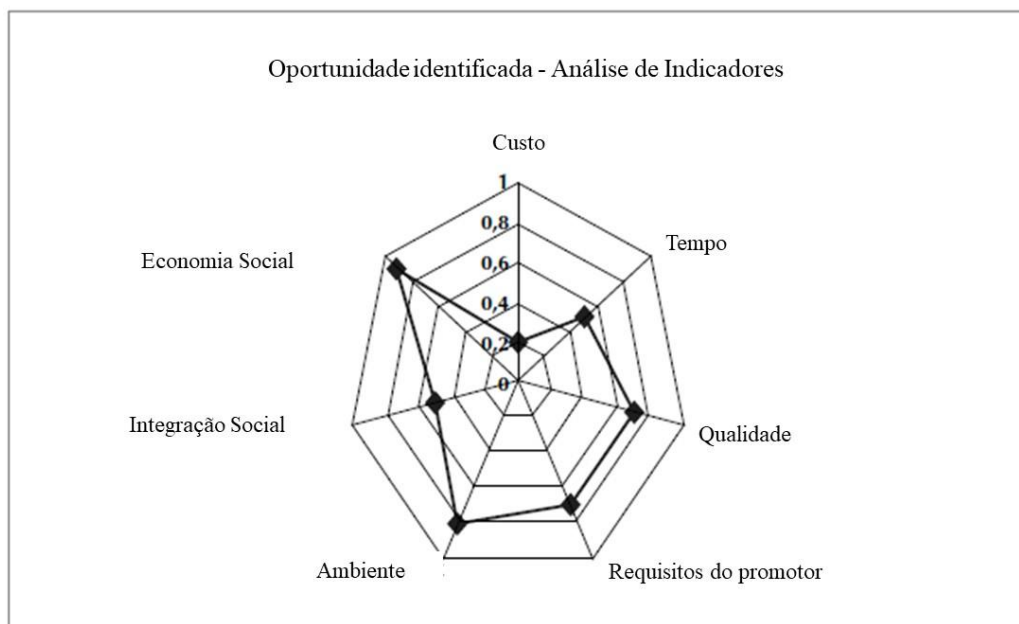 Oportunidade identificada - Análise de Indicadores
Custo
1
0,8
0,6
0,4
0,2
0
Tempo
Economia Social
Integração Social
Qualidade
Ambiente
Requisitos do promotor